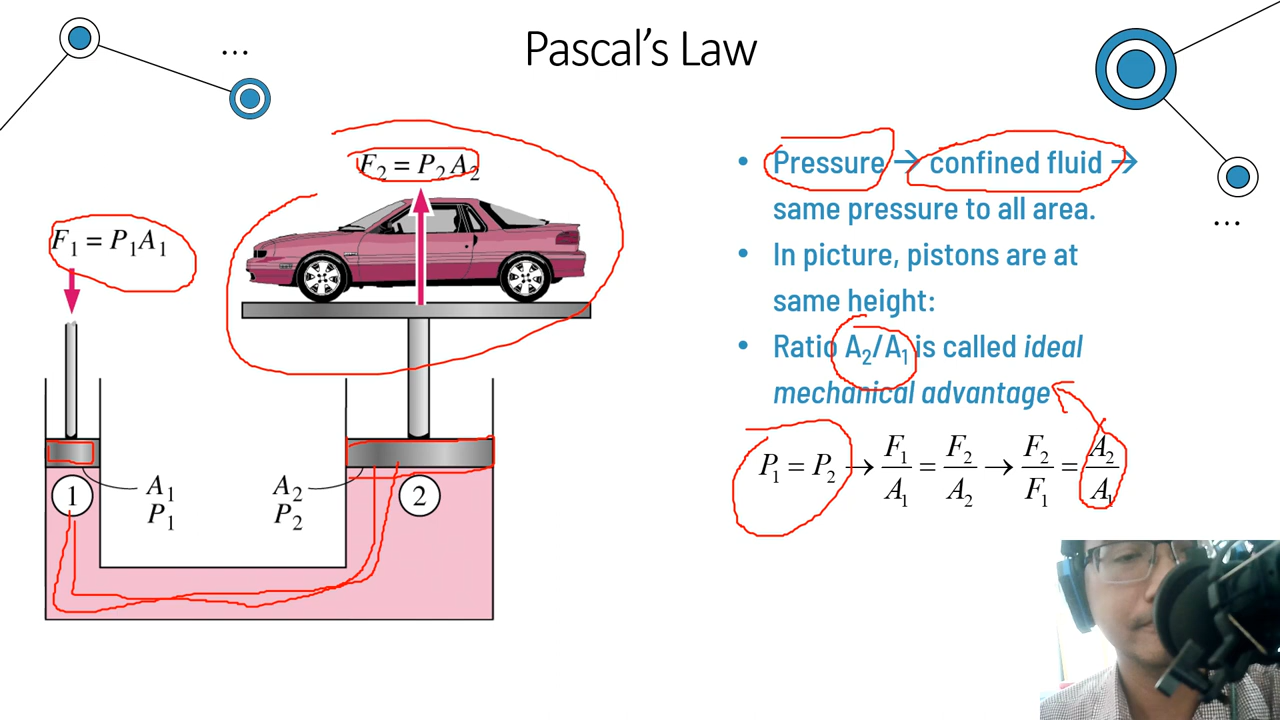 Pascal's Law
...
...
F₂ = P₂A₂
F₁ = P₁A₁
A₁
P₁
A₂
P₂
1
2
• Pressure → confined fluid →
same pressure to all area.
• In picture, pistons are at
same height:
• Ratio A₂/A₁ is called ideal
mechanical advantage
P₁ = P₂ → F₁/A₁ = F₂/A₂ → F₂/F₁ = A₂/A₁